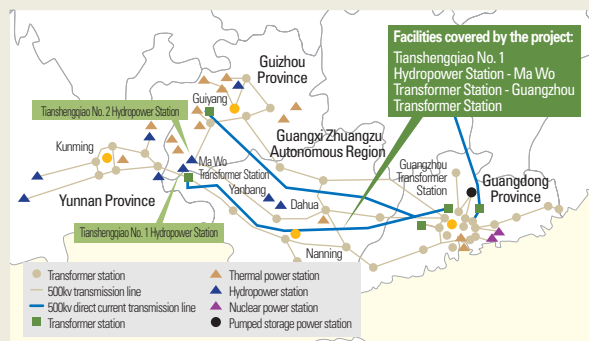 Facilities covered by the project:
Tianshengqiao No. 1
Hydropower Station - Ma Wo
Transformer Station - Guangzhou
Transformer Station
Guizhou
Province
Guiyang
Tianshengqiao No. 2 Hydropower Station
Guangxi Zhuangzu
Autonomous Region
Kunming
Ma Wo
Transformer Station
Guangzhou
Transformer
Station
Guangdong
Province
Yanbang
Yunnan Province
Dahua
Tianshengqiao No. 1 Hydropower Station
Nanning
Transformer station
500kv transmission line
500kv direct current transmission line
Transformer station
Thermal power station
Hydropower station
Nuclear power station
Pumped storage power station